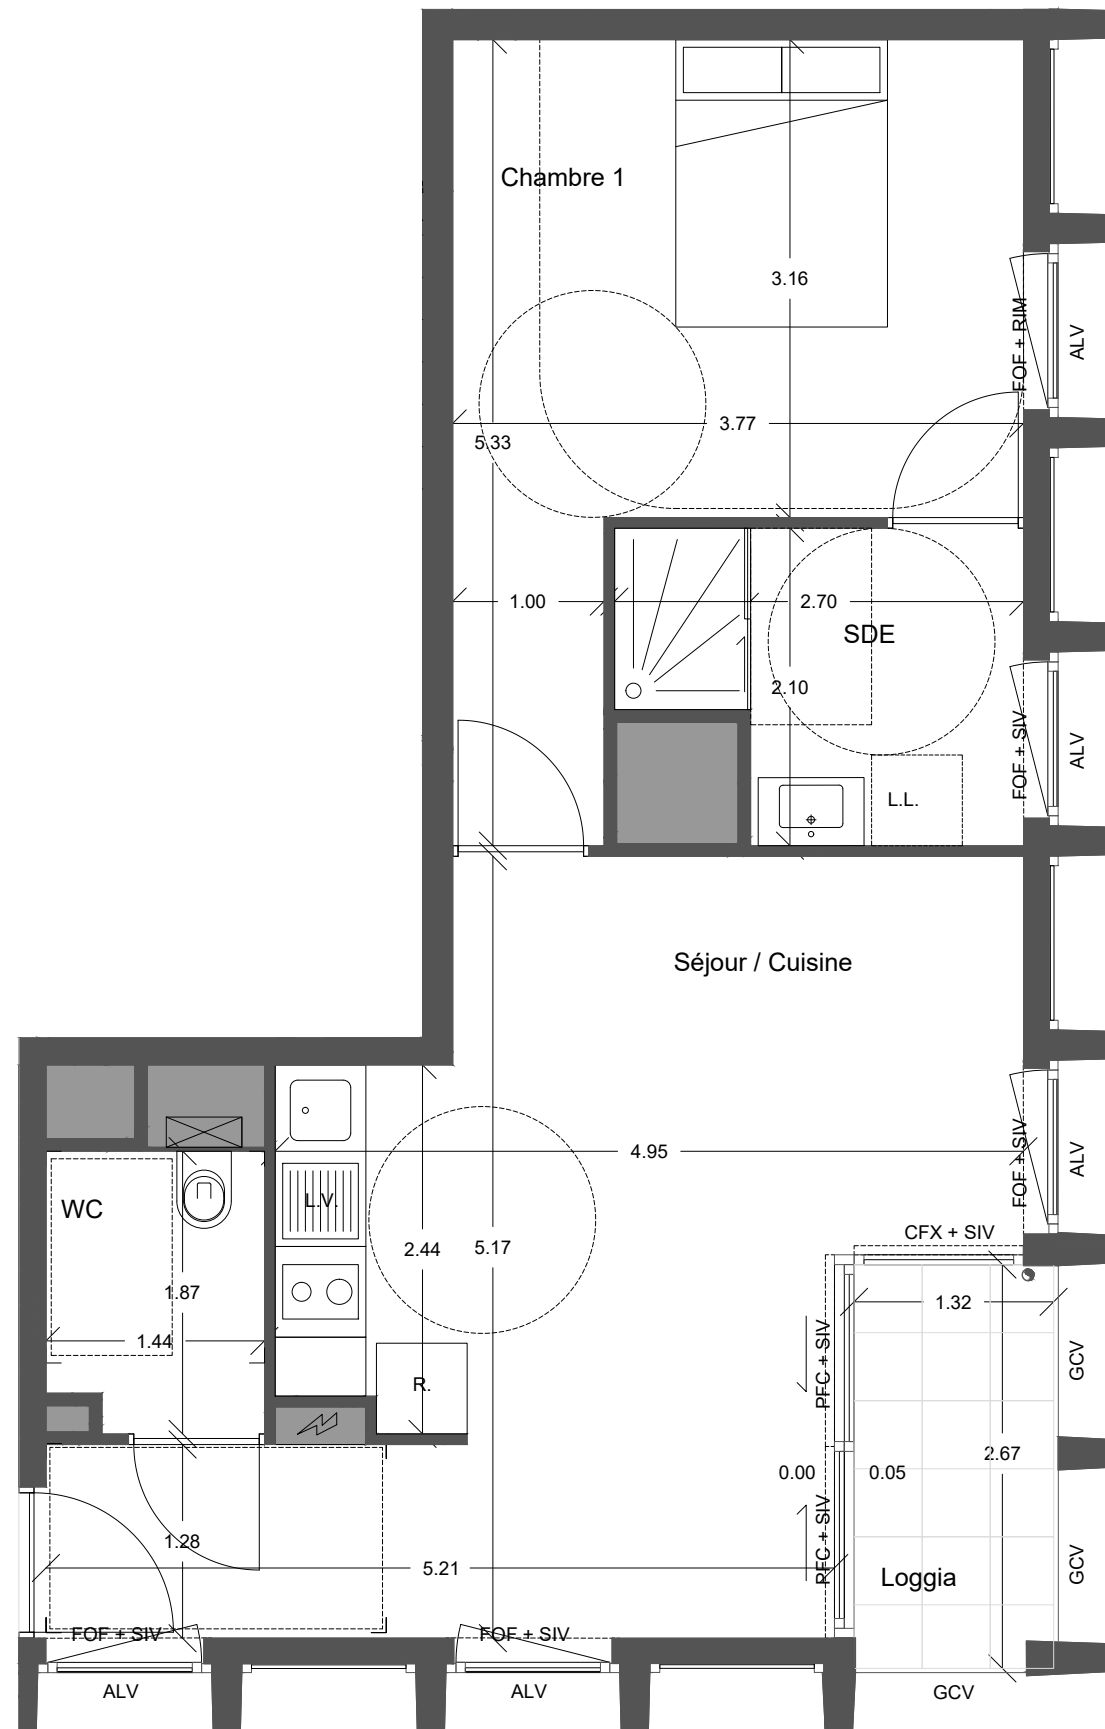 Chambre 1
3.16
FOF + RIM
ALV
3.77
5.33
1.00
2.70
SDE
2.10
FOF + SIV
ALV
L.L.
Séjour / Cuisine
4.95
FOF + SIV
ALV
WC
L.V.
CFX + SIV
2.44
5.17
1.87
1.32
1.44
PFC + SIV
GCV
R.
2.67
0.00
0.05
1.28
PFC + SIV
5.21
Loggia
GCV
FOF + SIV
FOF + SIV
ALV
ALV
GCV